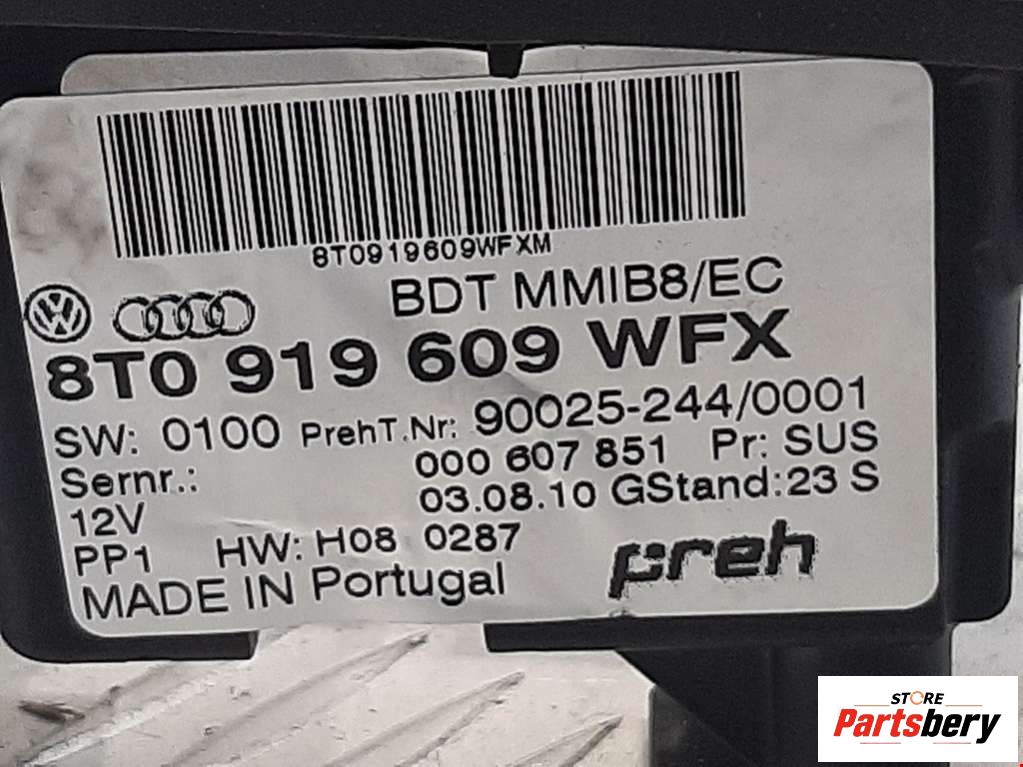 8T0919609WFXM
BDT MMIB8/EC
8T0 919 609 WFX
SW: 0100 PrehT.Nr: 90025-244/0001
Sernr.: 000 607 851 Pr: SUS
12V 03.08.10 GStand:23 S
PP1 HW: H08 0287
MADE IN Portugal
preh
STORE
Partsbery